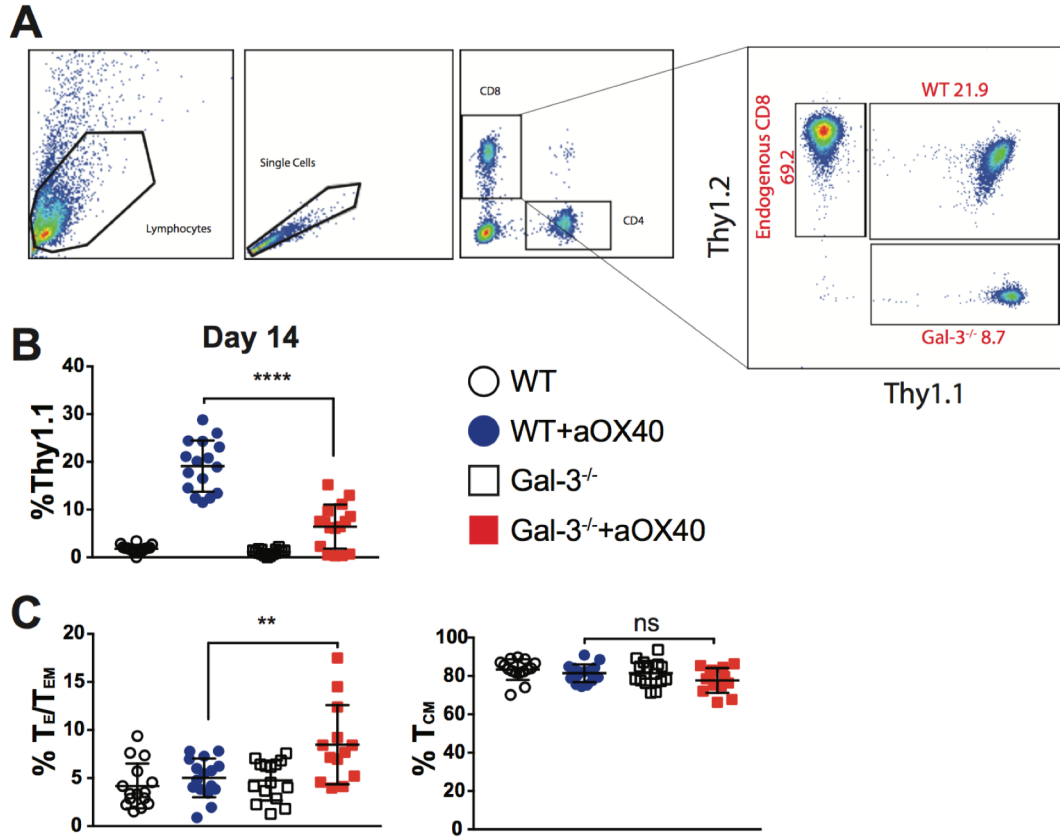 A
Lymphocytes
Single Cells
CD8
CD4
Thy1.2
Endogenous CD8
69.2
WT 21.9
Gal-3-/- 8.7
Thy1.1
B
Day 14
%Thy1.1
40
30
20
10
0
****
WT
WT+aOX40
Gal-3-/-
Gal-3-/-+aOX40
C
% TE/TEM
20
15
10
5
0
**
% TCM
100
80
60
40
20
0
ns